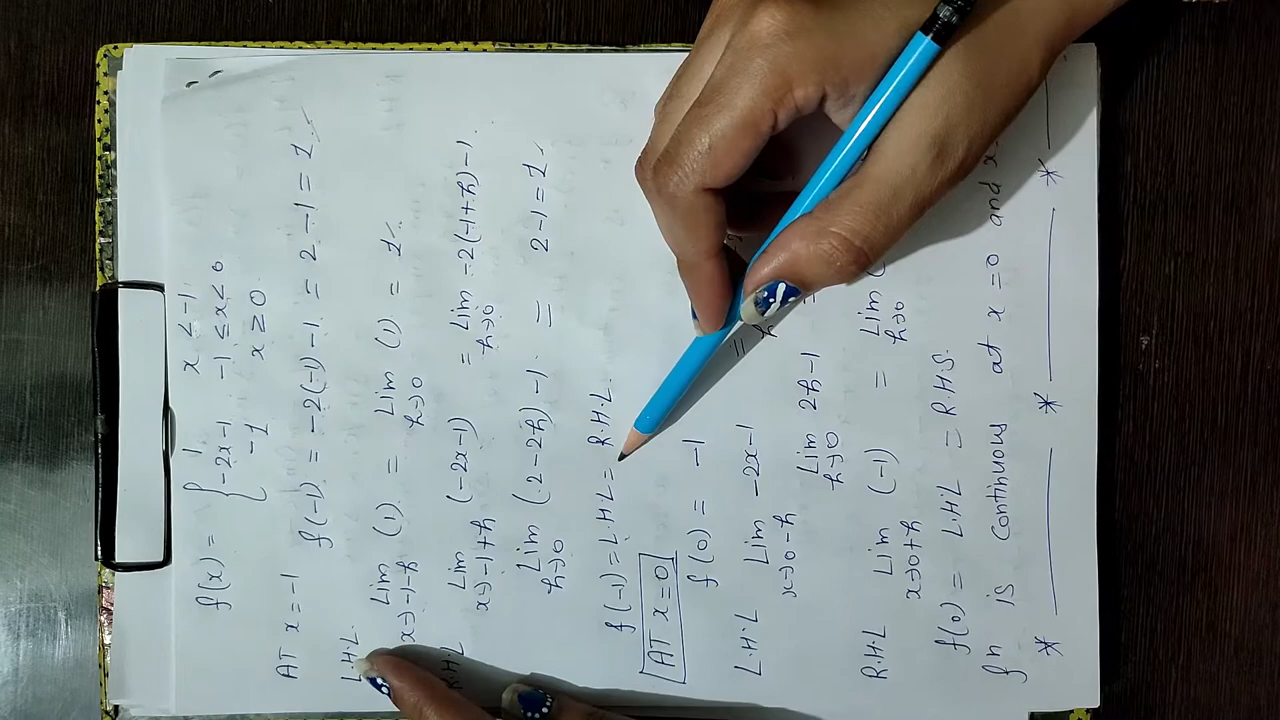 f(x) = { 1 x < -1
-2x-1 -1 ≤ x < 0
-1 x ≥ 0
AT x = -1 f(-1) = -2(-1) -1 = 2 -1 = 1
L.H.L. Lim x→-1-h (1) = Lim h→0 (1) = 1
R.H.L Lim x→-1+h (-2x-1) = Lim h→0 -2(-1+h) -1
Lim h→0 (2-2h) -1 = 2-1 = 1
f(-1) = L.H.L = R.H.L.
AT x = 0 f(0) = -1
L.H.L Lim x→0-h -2x-1 =
Lim h→0 2h-1 =
R.H.L Lim x→0+h (-1) = Lim h→0 (
f(0) = L.H.L = R.H.S.
fn is continuous at x = 0 and x
* * *